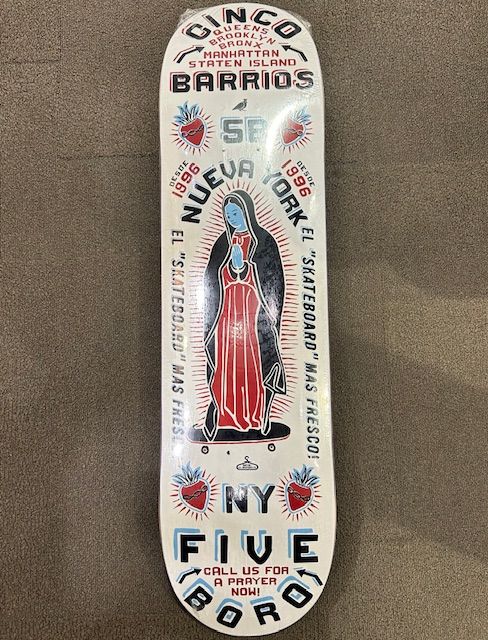 CINCO
QUEENS
BROOKLYN
BRONX
MANHATTAN
STATEN ISLAND
BARRIOS
5B
DESDE
1996
NUEVA YORK
DESDE
1996
EL "SKATEBOARD" MAS FRESCO!
EL "SKATEBOARD" MAS FRESCO!
NY
FIVE
CALL US FOR
A PRAYER
NOW!
BORO